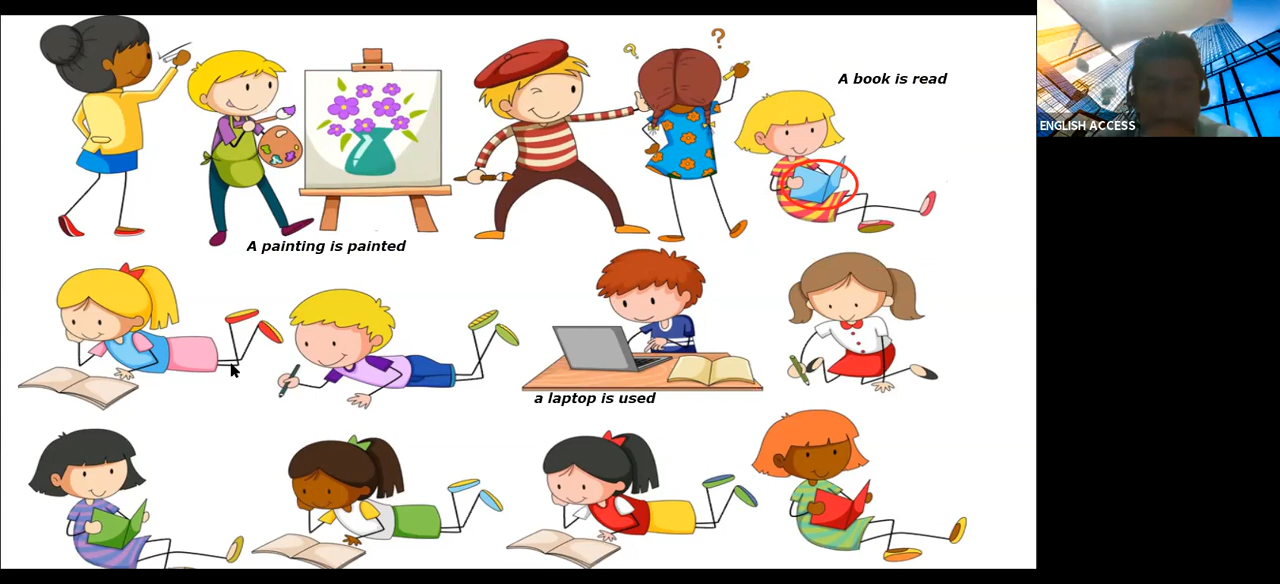 A book is read
ENGLISH ACCESS
A painting is painted
a laptop is used